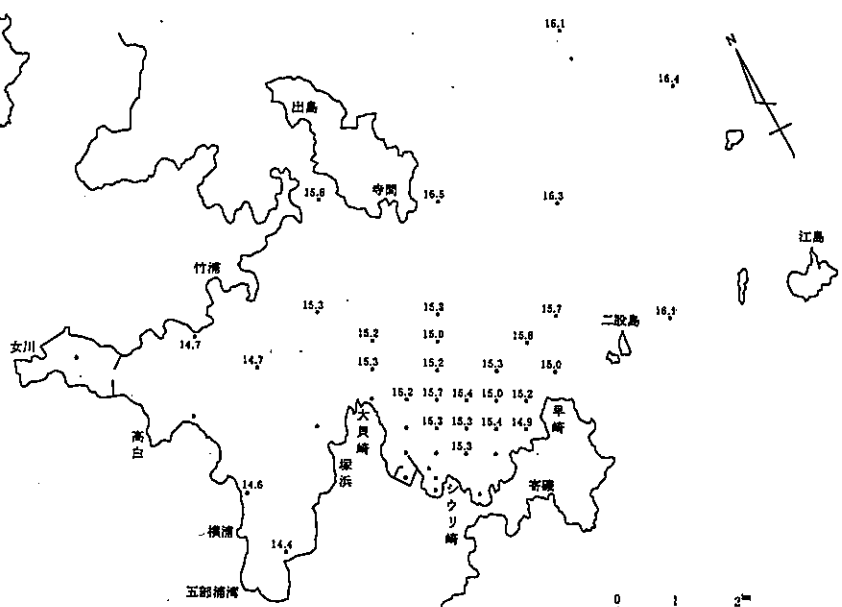 16.1
N
16.4
出島
15.8
寺間
16.5
16.3
江島
竹浦
15.3
15.7
16.1
二股島
女川
14.7
15.2
15.0
15.8
14.7
15.3
15.2
15.3
15.0
15.2
15.7
15.4
15.0
15.2
大貝崎
早崎
高白
15.3
15.3
15.4
14.9
15.3
塚浜
14.6
シウリ崎
寄磯
横浦
14.4
五部浦湾
0
1
2km